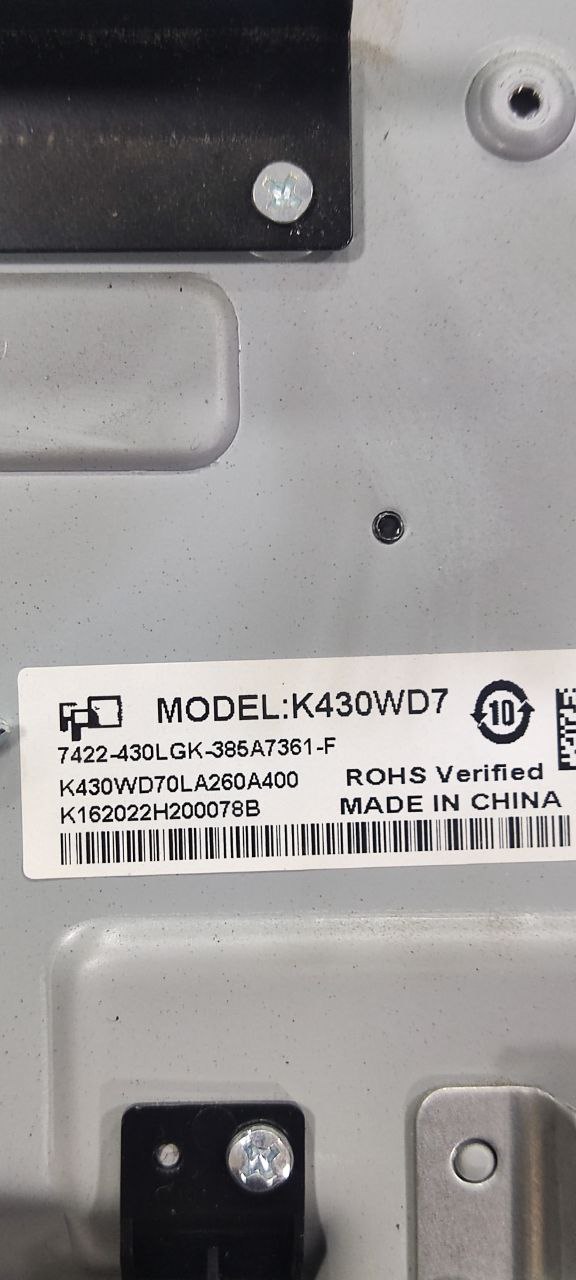 MODEL:K430WD7
10
7422-430LGK-385A7361-F
K430WD70LA260A400
ROHS Verified
K162022H200078B
MADE IN CHINA